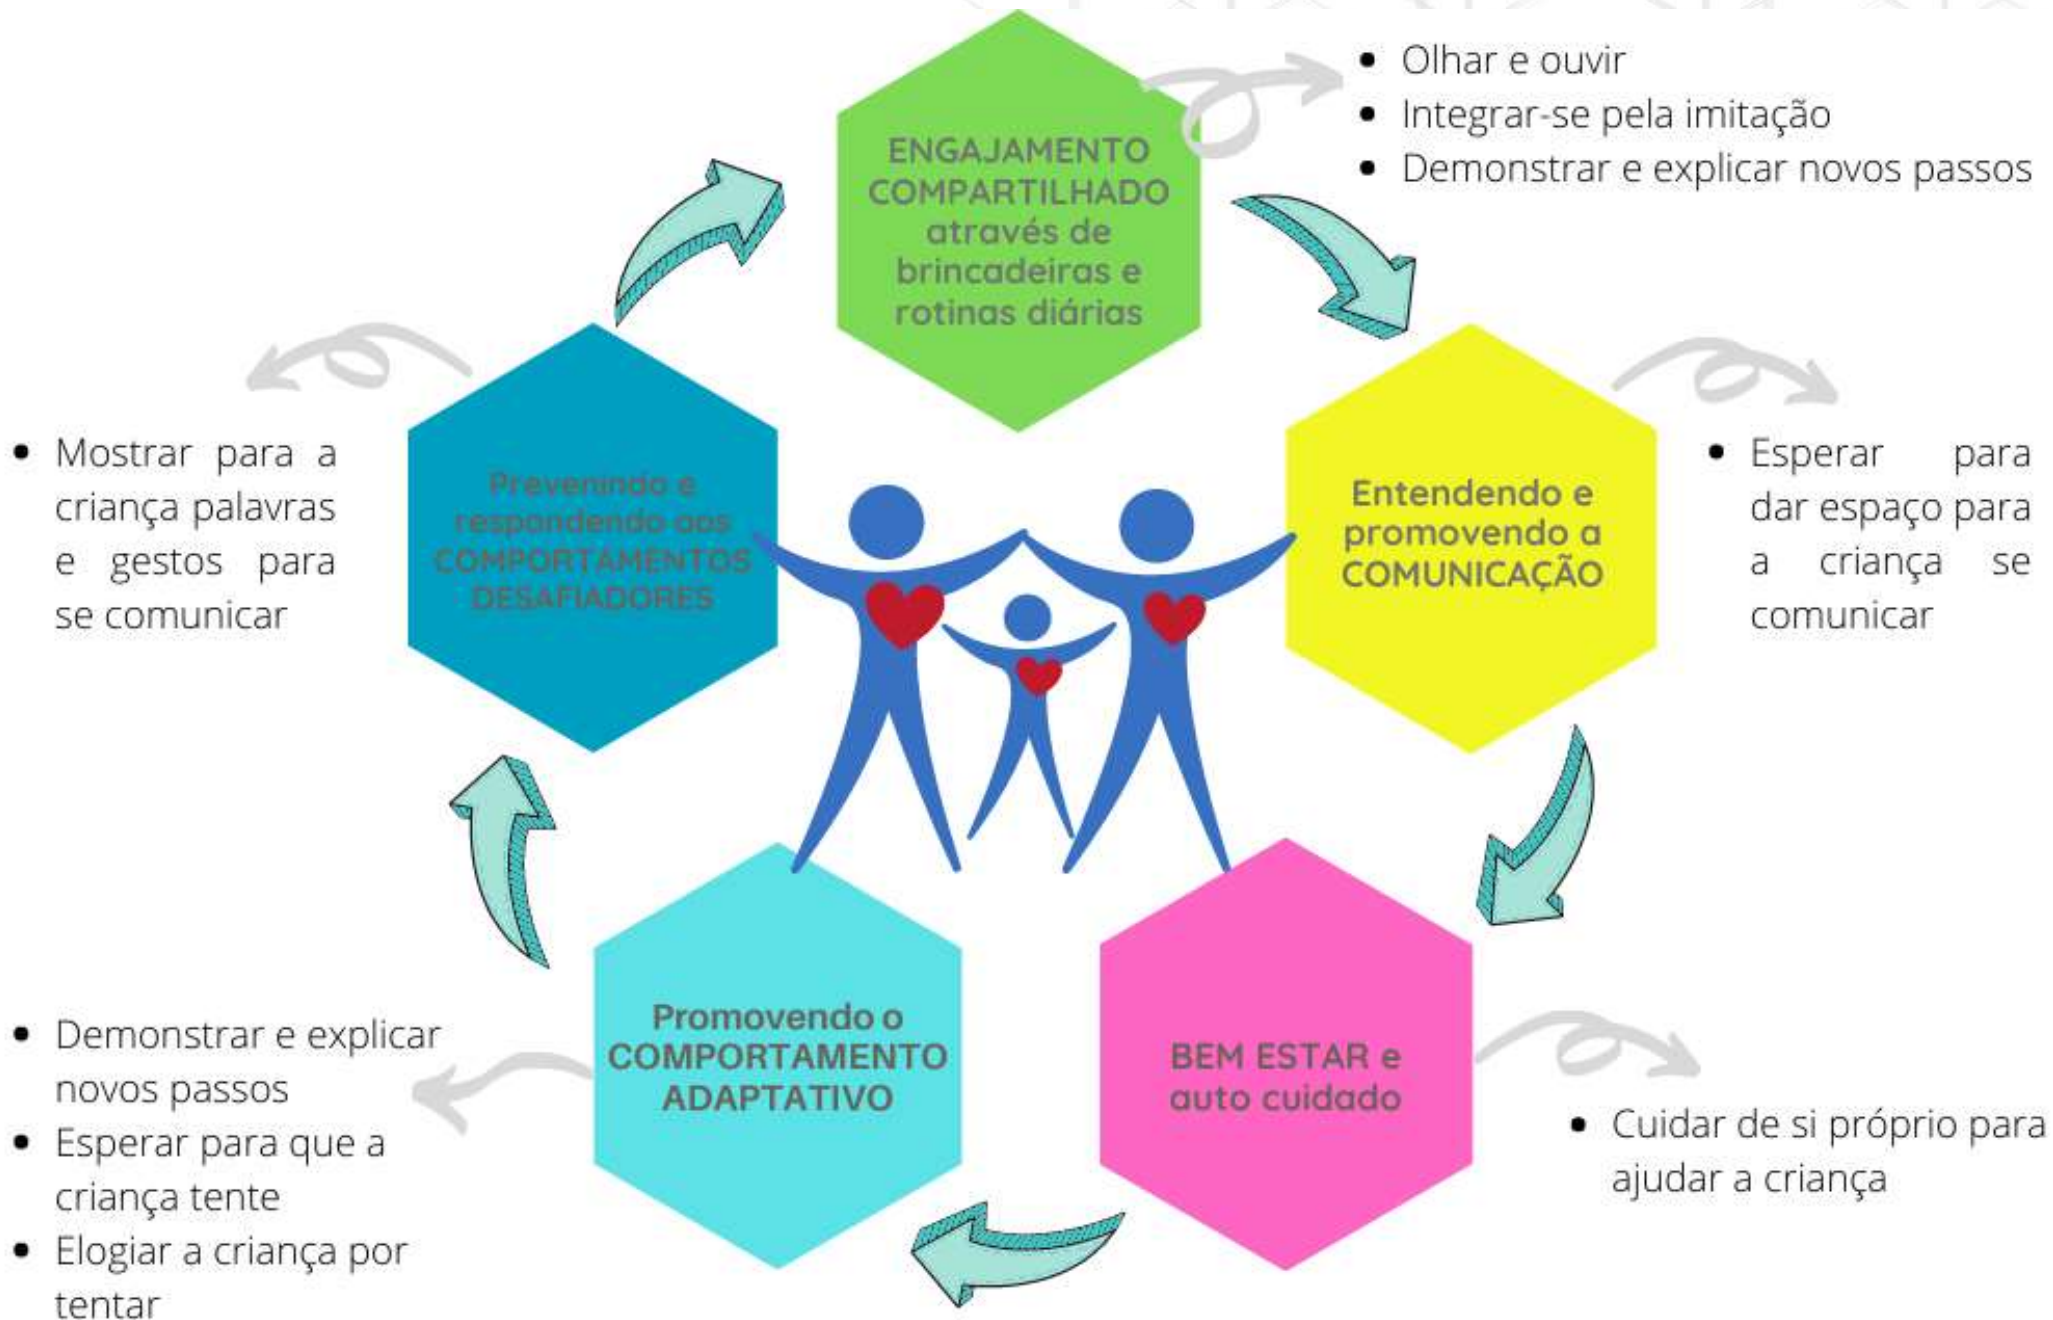 ENGAJAMENTO
COMPARTILHADO
através de
brincadeiras e
rotinas diárias
• Olhar e ouvir
• Integrar-se pela imitação
• Demonstrar e explicar novos passos
Entendendo e
promovendo a
COMUNICAÇÃO
• Esperar para
dar espaço para
a criança se
comunicar
BEM ESTAR e
auto cuidado
• Cuidar de si próprio para
ajudar a criança
Promovendo o
COMPORTAMENTO
ADAPTATIVO
• Demonstrar e explicar
novos passos
• Esperar para que a
criança tente
• Elogiar a criança por
tentar
Prevenindo e
respondendo aos
COMPORTAMENTOS
DESAFIADORES
• Mostrar para a
criança palavras
e gestos para
se comunicar